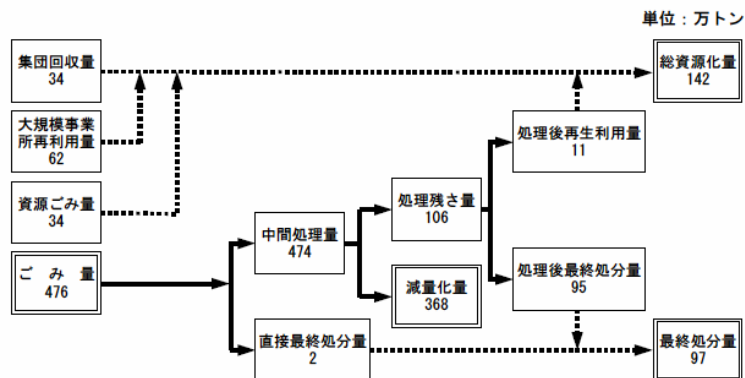 単位：万トン
集団回収量
34
総資源化量
142
大規模事業
所再利用量
62
処理後再生利用量
11
資源ごみ量
34
処理残さ量
106
中間処理量
474
ごみ量
476
減量化量
368
処理後最終処分量
95
直接最終処分量
2
最終処分量
97